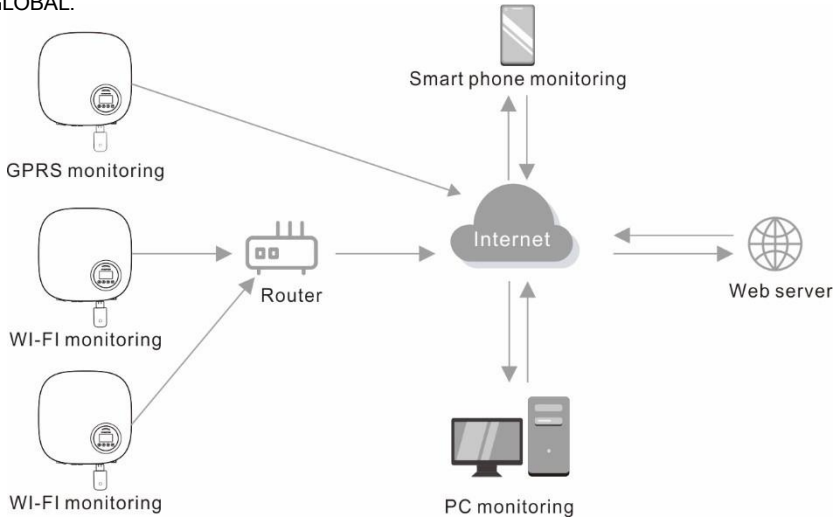 GLOBAL.
Smart phone monitoring
GPRS monitoring
Internet
Router
Web server
WI-FI monitoring
WI-FI monitoring
PC monitoring